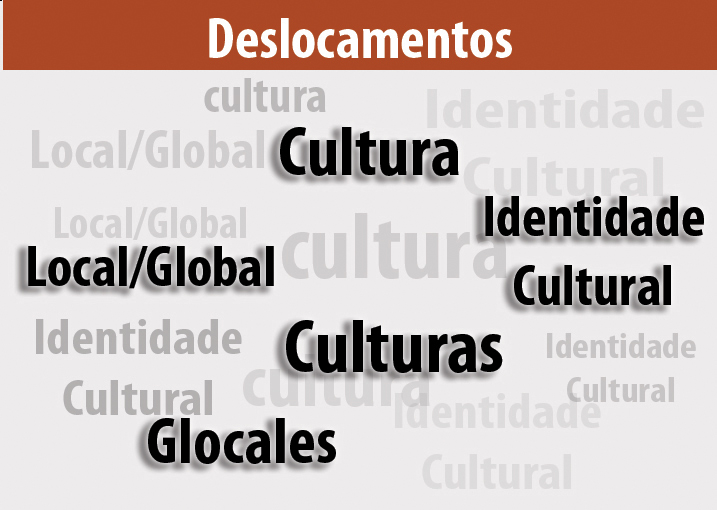 Deslocamentos
cultura
Identidade
Local/Global
Cultura
Cultural
Identidade
Local/Global
cultura
Local/Global
Cultural
Identidade
Culturas
Identidade
cultura
Cultural
Cultural
Identidade
Glocales
Cultural